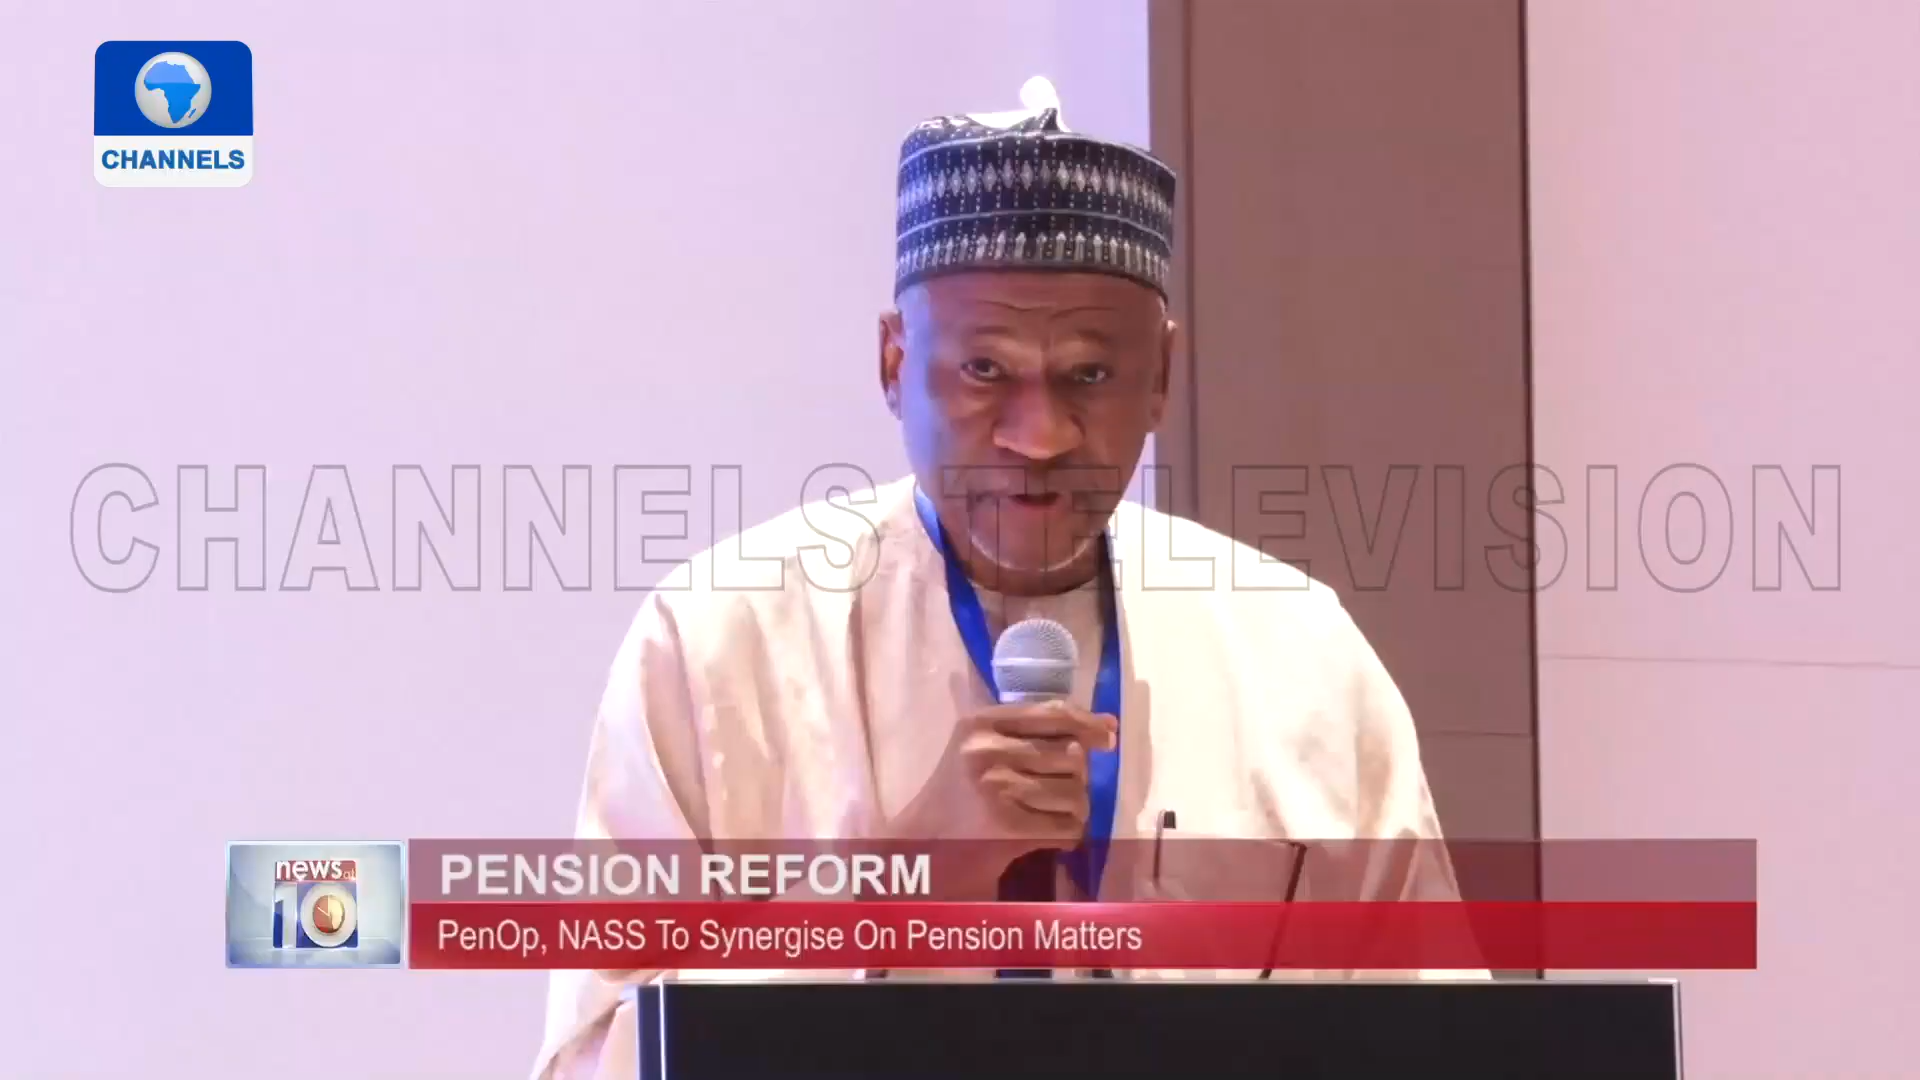 CHANNELS
CHANNELS TELEVISION
news at
10
PENSION REFORM
PenOp, NASS To Synergise On Pension Matters